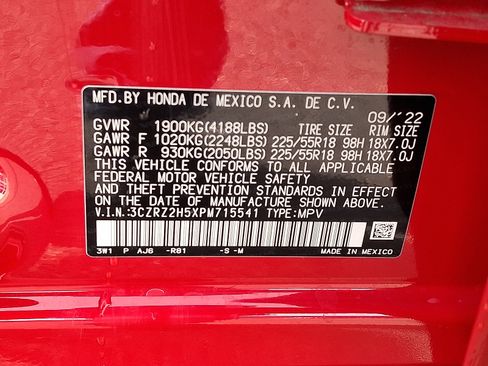 MFD.BY HONDA DE MEXICO S.A. DE C.V.
09/'22
GVWR 1900KG(4188LBS) TIRE SIZE RIM SIZE
GAWR F 1020KG(2248LBS) 225/55R18 98H 18X7.0J
GAWR R 930KG(2050LBS) 225/55R18 98H 18X7.0J
THIS VEHICLE CONFORMS TO ALL APPLICABLE
FEDERAL MOTOR VEHICLE SAFETY
AND THEFT PREVENTION STANDARDS IN EFFECT
ON THE DATE OF MANUFACTURE SHOWN ABOVE.
V.I.N:3CZRZ2H5XPM715541 TYPE:MPV
3W1 P AJ6 -R81 -S -M MADE IN MEXICO